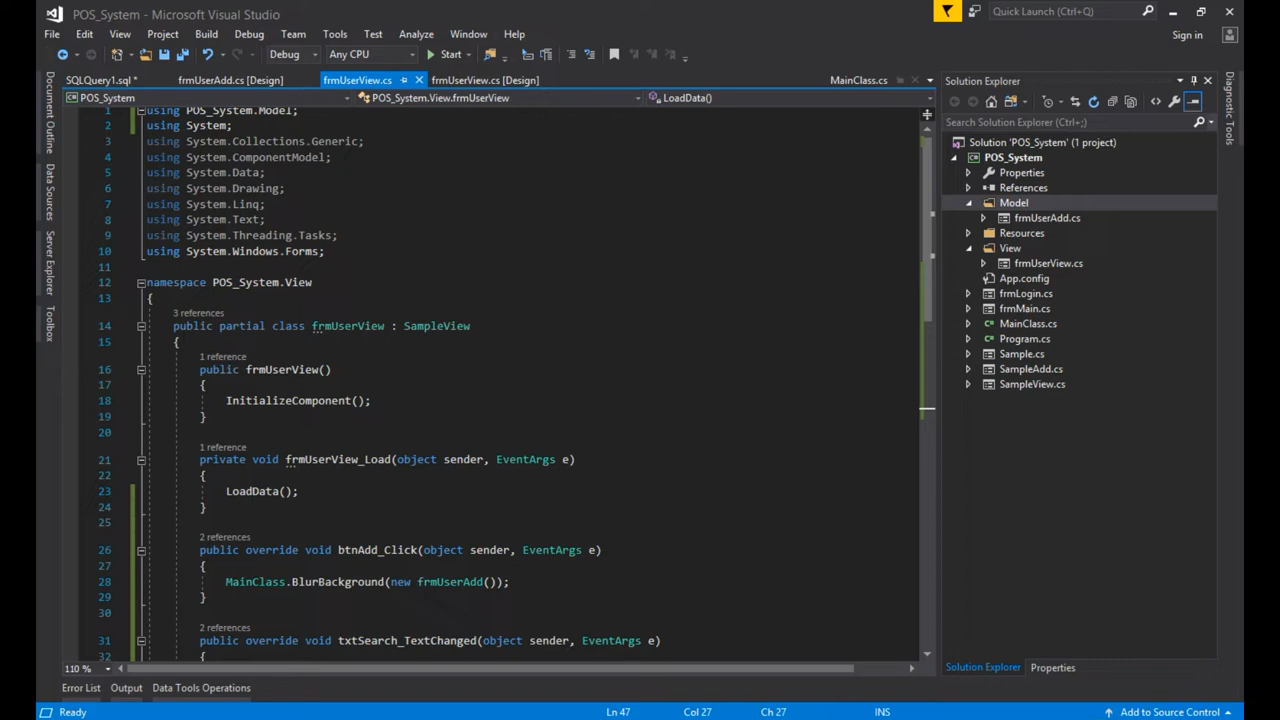 POS_System - Microsoft Visual Studio
Quick Launch (Ctrl+Q)
File Edit View Project Build Debug Team Tools Test Analyze Window Help
Sign in
Debug Any CPU Start
SQLQuery1.sql * frmUserAdd.cs [Design] frmUserView.cs frmUserView.cs [Design] MainClass.cs
POS_System POS_System.View.frmUserView LoadData()
1 using POS_System.Model;
2 using System;
3 using System.Collections.Generic;
4 using System.ComponentModel;
5 using System.Data;
6 using System.Drawing;
7 using System.Linq;
8 using System.Text;
9 using System.Threading.Tasks;
10 using System.Windows.Forms;
11
12 namespace POS_System.View
13 {
3 references
14 public partial class frmUserView : SampleView
15 {
1 reference
16 public frmUserView()
17 {
18 InitializeComponent();
19 }
20
1 reference
21 private void frmUserView_Load(object sender, EventArgs e)
22 {
23 LoadData();
24 }
25
2 references
26 public override void btnAdd_Click(object sender, EventArgs e)
27 {
28 MainClass.BlurBackground(new frmUserAdd());
29 }
30
2 references
31 public override void txtSearch_TextChanged(object sender, EventArgs e)
32 {
110 %
Document Outline
Data Sources
Server Explorer
Toolbox
Solution Explorer
Search Solution Explorer (Ctrl+;)
Solution 'POS_System' (1 project)
POS_System
Properties
References
Model
frmUserAdd.cs
Resources
View
frmUserView.cs
App.config
frmLogin.cs
frmMain.cs
MainClass.cs
Program.cs
Sample.cs
SampleAdd.cs
SampleView.cs
Solution Explorer Properties
Diagnostic Tools
Error List Output Data Tools Operations
Ready Ln 47 Col 27 Ch 27 INS Add to Source Control